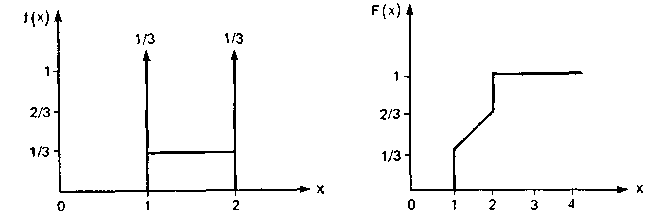 f(x)
1/3 1/3
1
2/3
1/3
0 1 2 x
F(x)
1
2/3
1/3
0 1 2 3 4 x